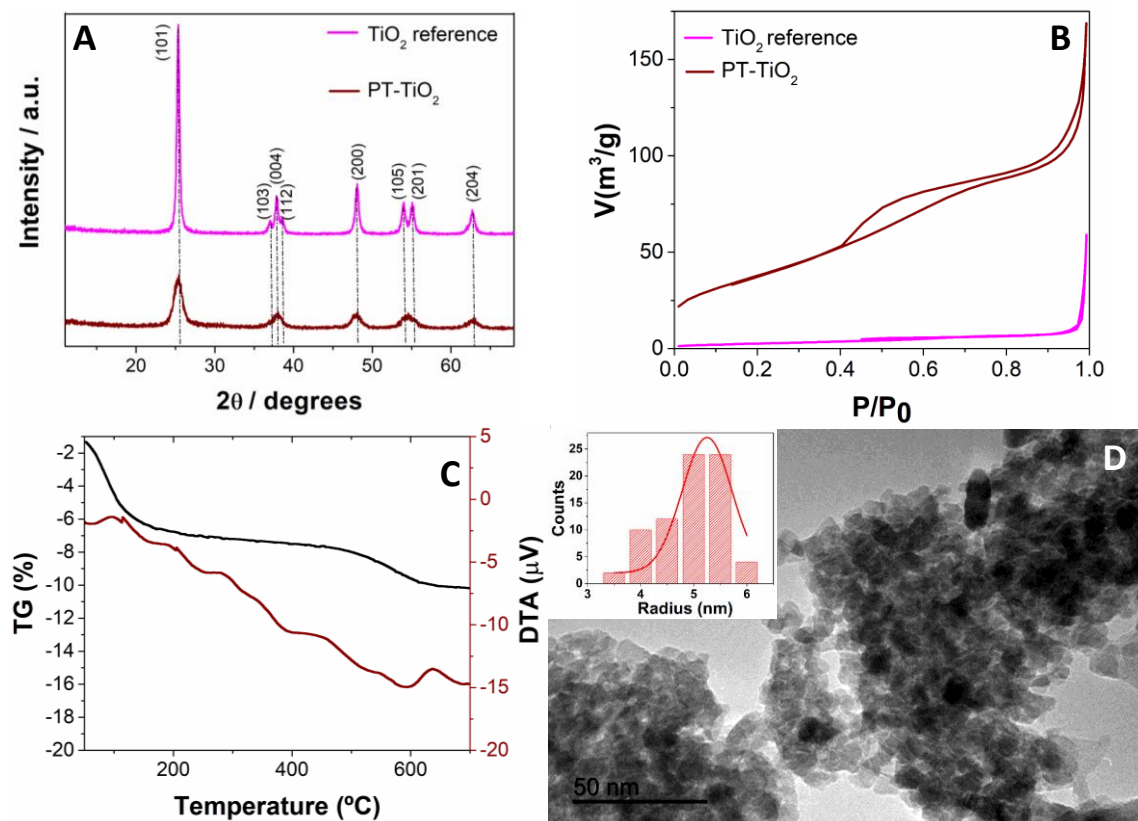 A
TiO₂ reference
PT-TiO₂
(101)
(103)
(004)
(112)
(200)
(105)
(201)
(204)
Intensity / a.u.
20 30 40 50 60
2θ / degrees
B
TiO₂ reference
PT-TiO₂
150
100
50
0
V(m³/g)
0.0 0.2 0.4 0.6 0.8 1.0
P/P₀
C
-2
-4
-6
-8
-10
-12
-14
-16
-18
-20
TG (%)
5
0
-5
-10
-15
-20
DTA (µV)
200 400 600
Temperature (ºC)
D
25
20
15
10
5
0
Counts
3 4 5 6
Radius (nm)
50 nm